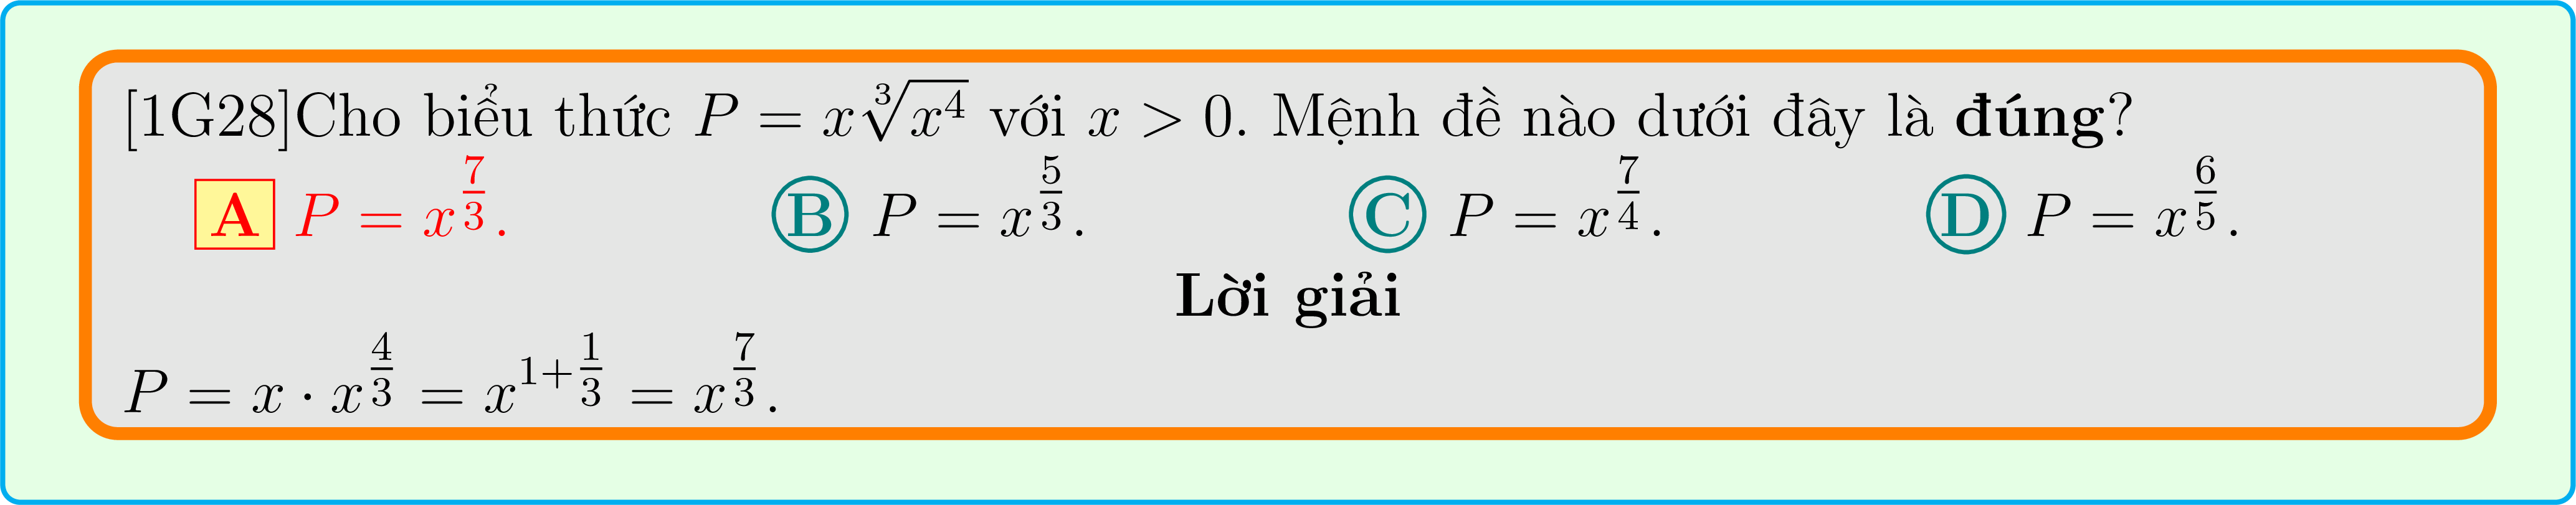 [1G28]Cho biểu thức $P = x\sqrt[3]{x^4}$ với $x > 0$. Mệnh đề nào dưới đây là đúng?
A $P = x^{\frac{7}{3}}$. B $P = x^{\frac{5}{3}}$. C $P = x^{\frac{7}{4}}$. D $P = x^{\frac{6}{5}}$.
Lời giải
$P = x \cdot x^{\frac{4}{3}} = x^{1+\frac{1}{3}} = x^{\frac{7}{3}}$.